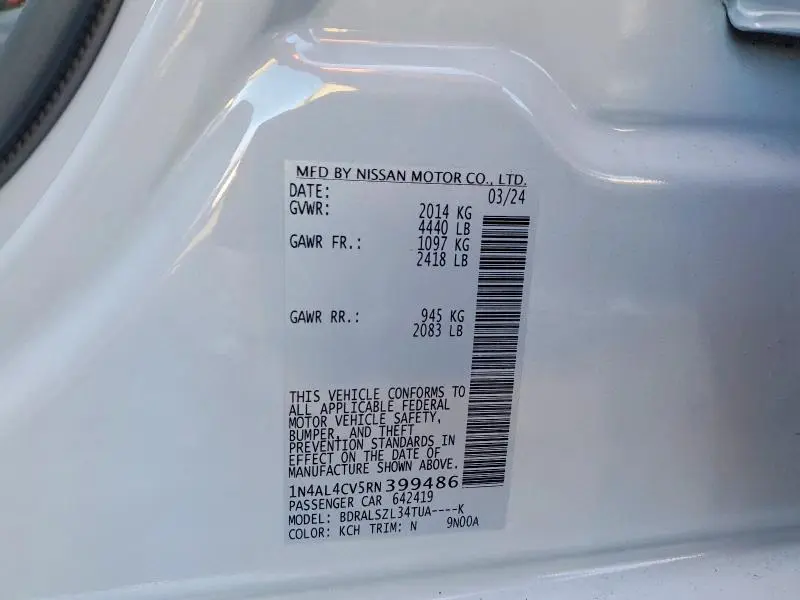 MFD BY NISSAN MOTOR CO., LTD.
DATE: 03/24
GVWR: 2014 KG
4440 LB
GAWR FR.: 1097 KG
2418 LB
GAWR RR.: 945 KG
2083 LB
THIS VEHICLE CONFORMS TO
ALL APPLICABLE FEDERAL
MOTOR VEHICLE SAFETY,
BUMPER, AND THEFT
PREVENTION STANDARDS IN
EFFECT ON THE DATE OF
MANUFACTURE SHOWN ABOVE.
1N4AL4CV5RN399486
PASSENGER CAR 642419
MODEL: BDRALSZL34TUA----K
COLOR: KCH TRIM: N 9N00A